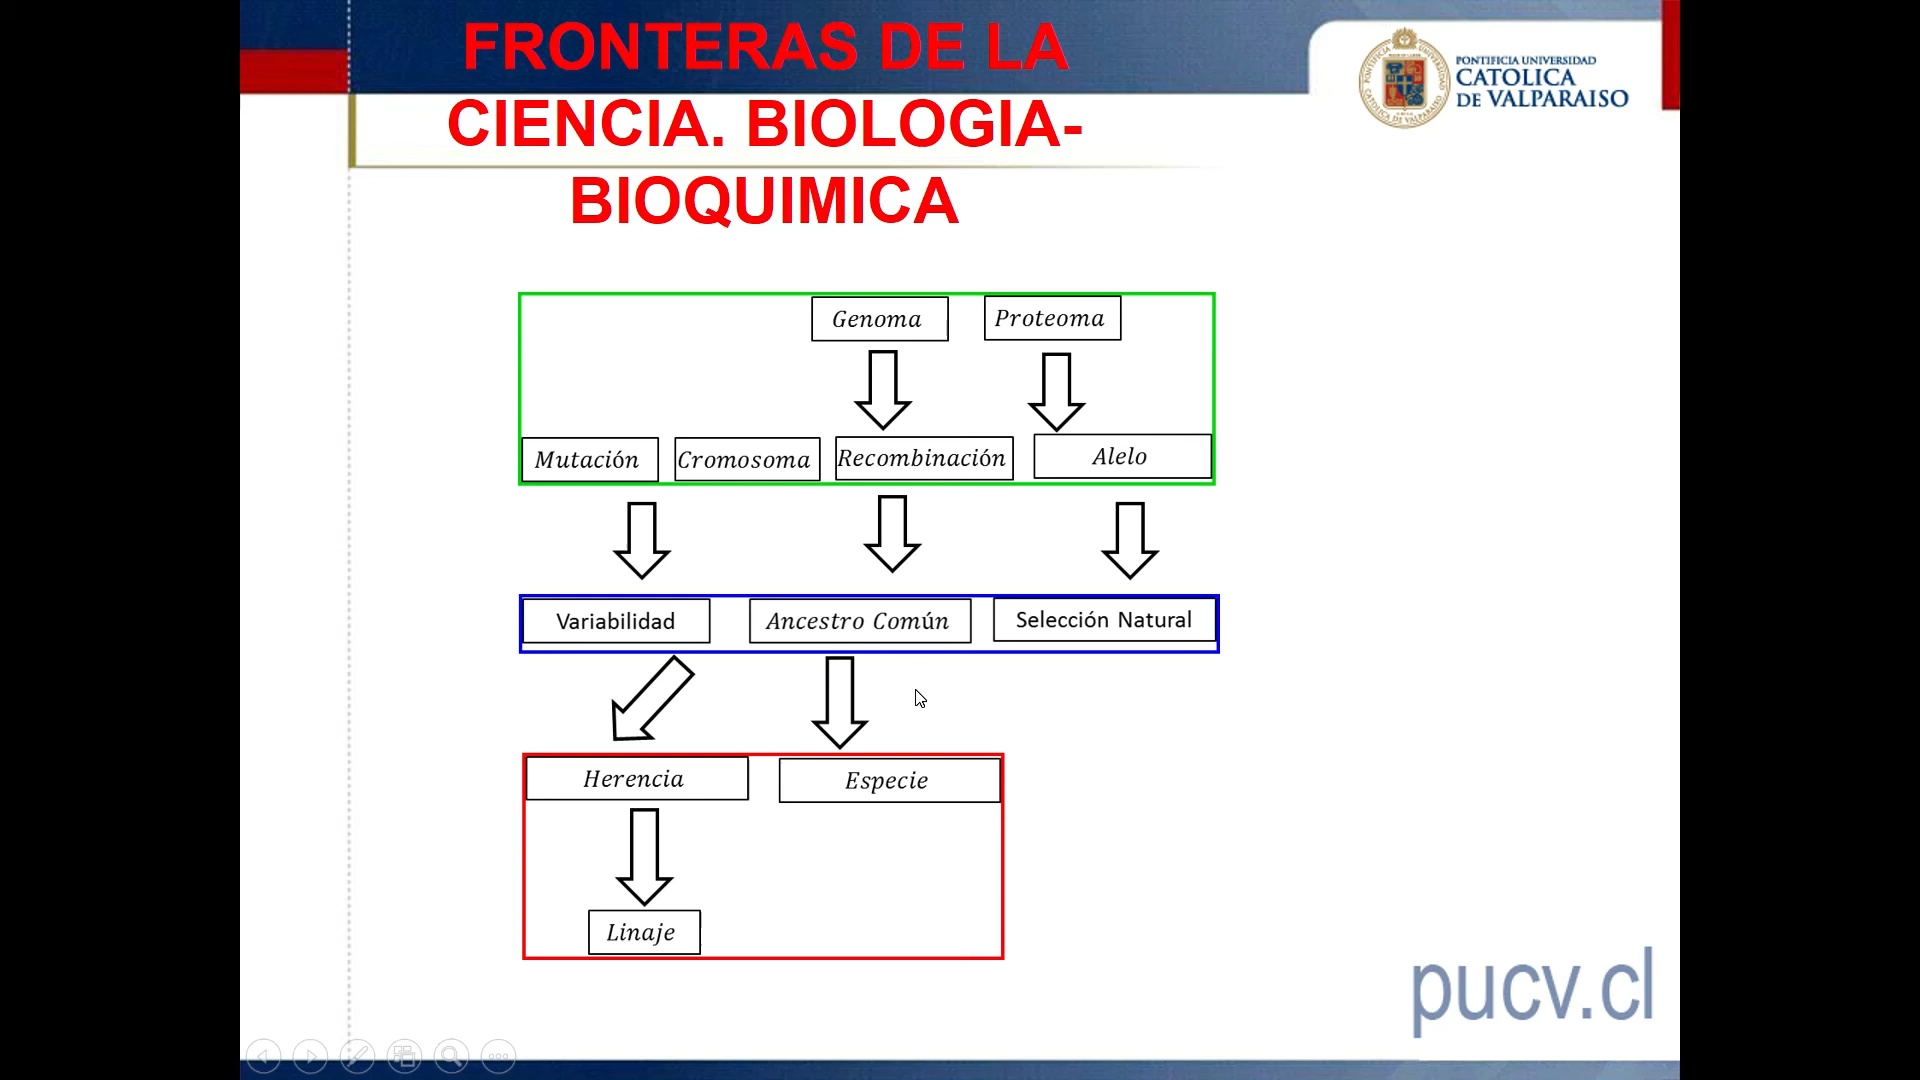 FRONTERAS DE LA
CIENCIA. BIOLOGIA-
BIOQUIMICA
PONTIFICIA UNIVERSIDAD
CATOLICA
DE VALPARAISO
Genoma
Proteoma
Mutación
Cromosoma
Recombinación
Alelo
Variabilidad
Ancestro Común
Selección Natural
Herencia
Especie
Linaje
pucv.cl